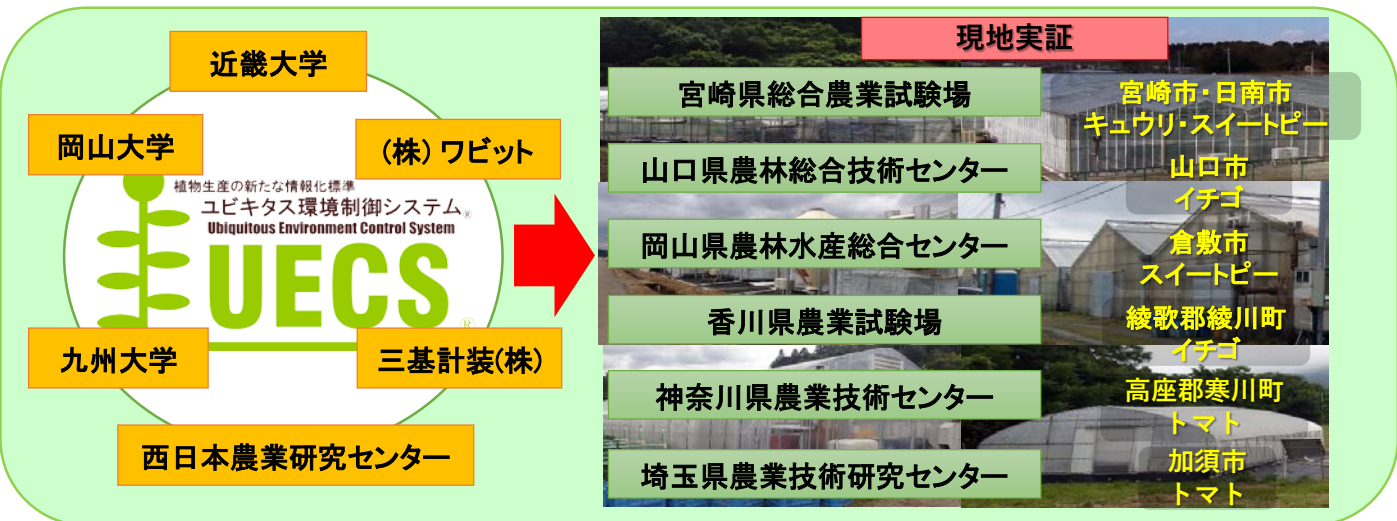 近畿大学
岡山大学
(株) ワビット
植物生産の新たな情報化標準
ユビキタス環境制御システム®
Ubiquitous Environment Control System
UECS®
九州大学
三基計装(株)
西日本農業研究センター
現地実証
宮崎県総合農業試験場
宮崎市・日南市
キュウリ・スイートピー
山口県農林総合技術センター
山口市
イチゴ
岡山県農林水産総合センター
倉敷市
スイートピー
香川県農業試験場
綾歌郡綾川町
イチゴ
神奈川県農業技術センター
高座郡寒川町
トマト
埼玉県農業技術研究センター
加須市
トマト